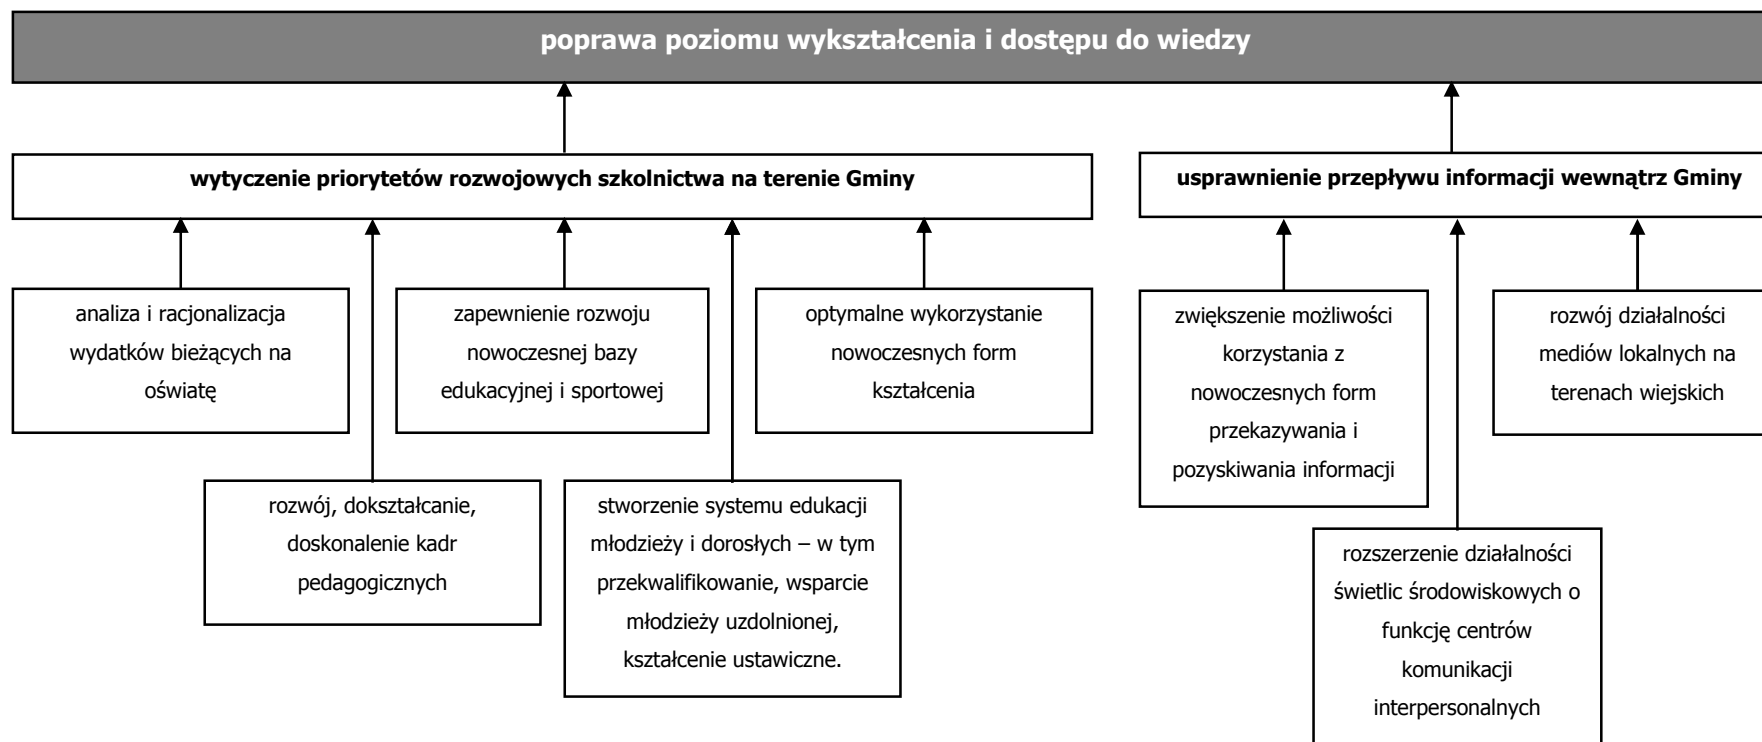 poprawa poziomu wykształcenia i dostępu do wiedzy
wytyczenie priorytetów rozwojowych szkolnictwa na terenie Gminy
usprawnienie przepływu informacji wewnątrz Gminy
analiza i racjonalizacja
wydatków bieżących na
oświatę
zapewnienie rozwoju
nowoczesnej bazy
edukacyjnej i sportowej
optymalne wykorzystanie
nowoczesnych form
kształcenia
zwiększenie możliwości
korzystania z
nowoczesnych form
przekazywania i
pozyskiwania informacji
rozwój działalności
mediów lokalnych na
terenach wiejskich
rozwój, dokształcanie,
doskonalenie kadr
pedagogicznych
stworzenie systemu edukacji
młodzieży i dorosłych – w tym
przekwalifikowanie, wsparcie
młodzieży uzdolnionej,
kształcenie ustawiczne.
rozszerzenie działalności
świetlic środowiskowych o
funkcję centrów
komunikacji
interpersonalnych